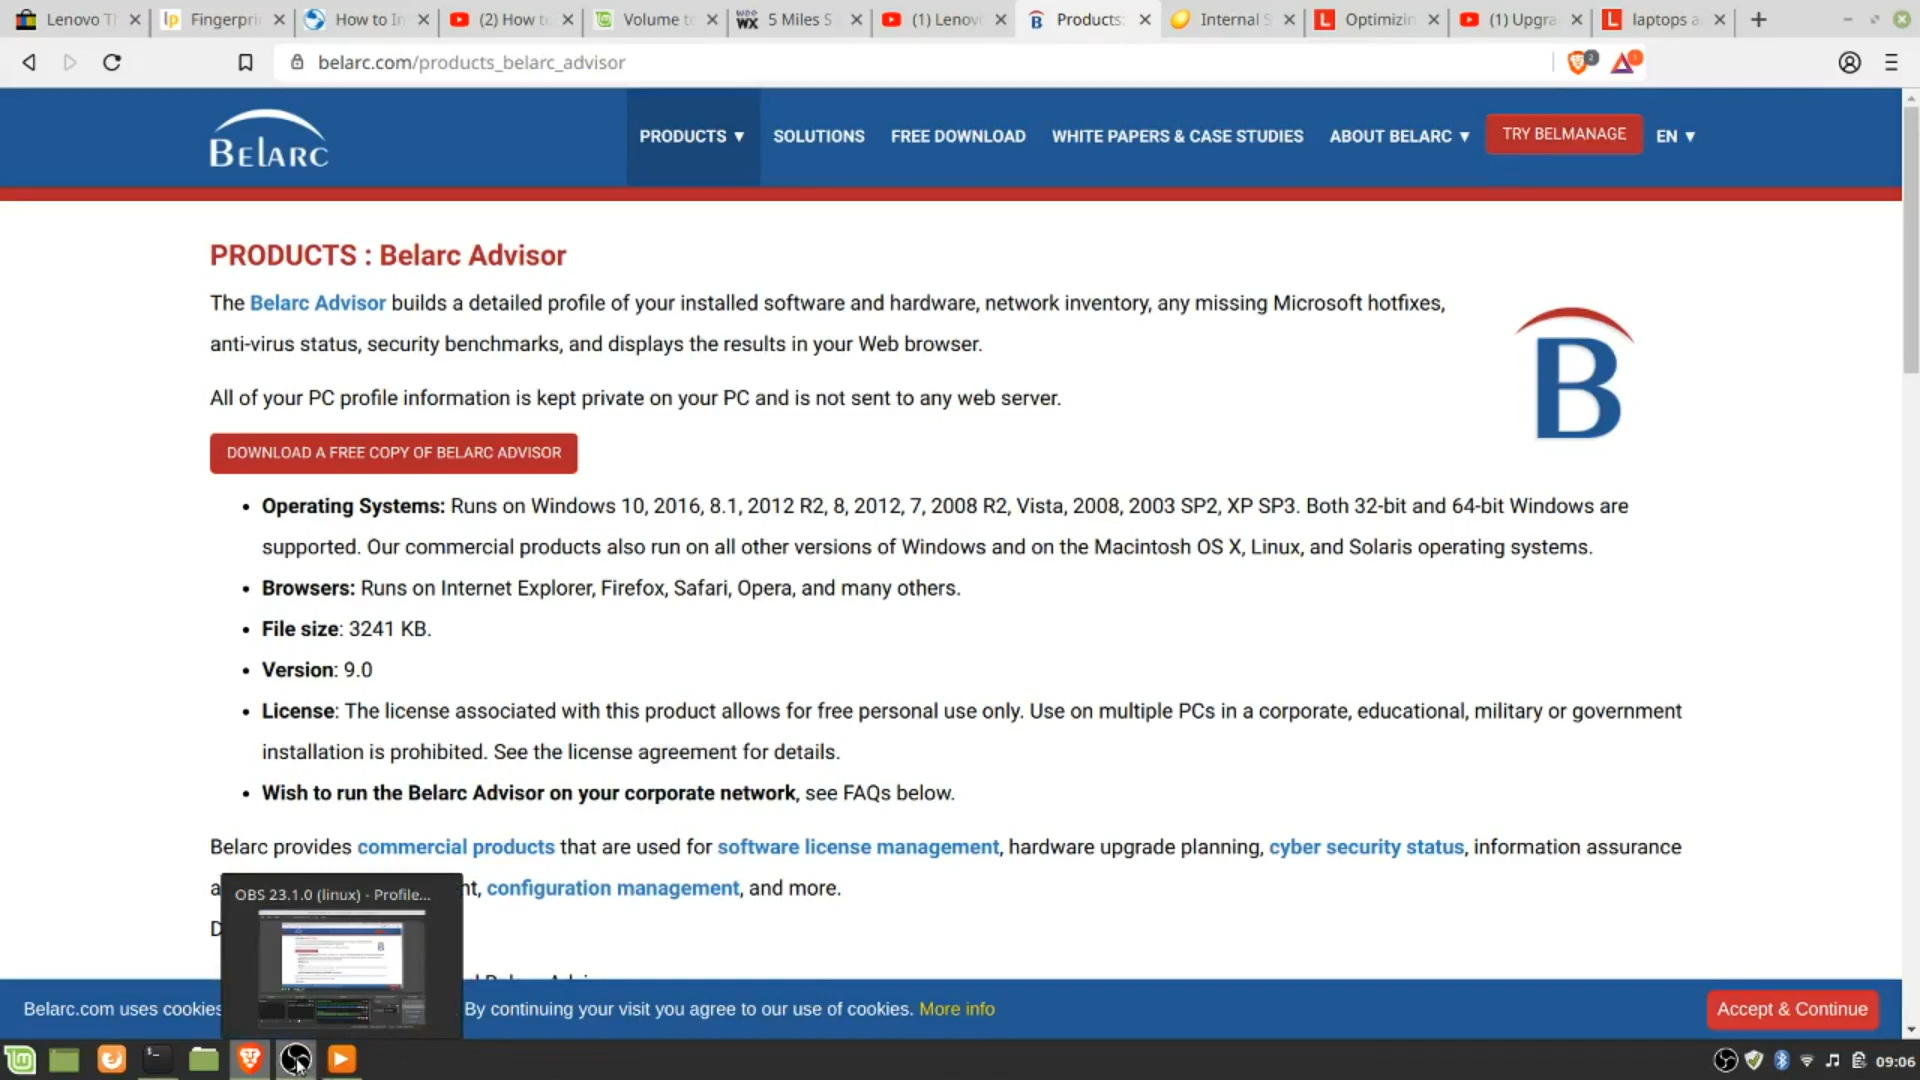 Lenovo T
Fingerpri
How to In
(2) How to
Volume to
wee
WX
5 Miles S
(1) Lenov
Products:
Internal S
Optimizin
(1) Upgra
laptops a
belarc.com/products_belarc_advisor
2
1
BELARC
PRODUCTS ▼
SOLUTIONS
FREE DOWNLOAD
WHITE PAPERS & CASE STUDIES
ABOUT BELARC ▼
TRY BELMANAGE
EN ▼
PRODUCTS : Belarc Advisor
The Belarc Advisor builds a detailed profile of your installed software and hardware, network inventory, any missing Microsoft hotfixes,
anti-virus status, security benchmarks, and displays the results in your Web browser.
B
All of your PC profile information is kept private on your PC and is not sent to any web server.
DOWNLOAD A FREE COPY OF BELARC ADVISOR
• Operating Systems: Runs on Windows 10, 2016, 8.1, 2012 R2, 8, 2012, 7, 2008 R2, Vista, 2008, 2003 SP2, XP SP3. Both 32-bit and 64-bit Windows are
supported. Our commercial products also run on all other versions of Windows and on the Macintosh OS X, Linux, and Solaris operating systems.
• Browsers: Runs on Internet Explorer, Firefox, Safari, Opera, and many others.
• File size: 3241 KB.
• Version: 9.0
• License: The license associated with this product allows for free personal use only. Use on multiple PCs in a corporate, educational, military or government
installation is prohibited. See the license agreement for details.
• Wish to run the Belarc Advisor on your corporate network, see FAQs below.
Belarc provides commercial products that are used for software license management, hardware upgrade planning, cyber security status, information assurance
a nt, configuration management, and more.
OBS 23.1.0 (linux) - Profile...
D
Belarc.com uses cookies
By continuing your visit you agree to our use of cookies. More info
Accept & Continue
09:06